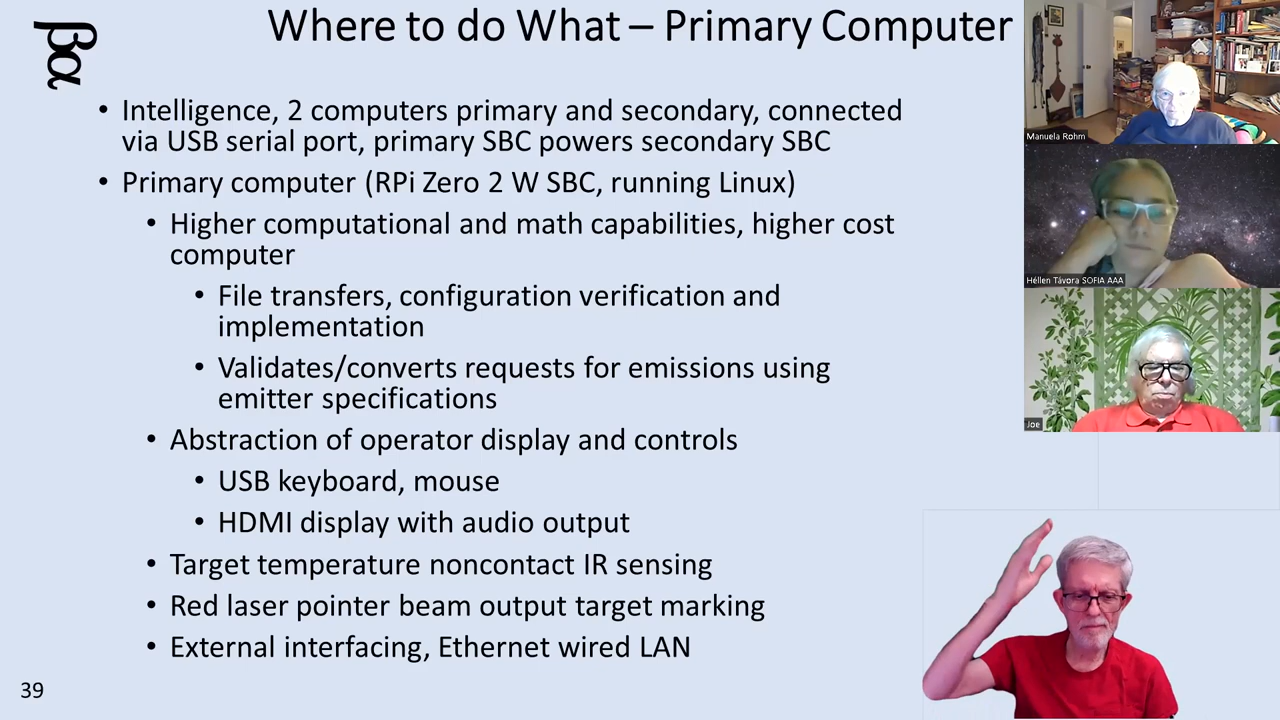 Where to do What – Primary Computer
• Intelligence, 2 computers primary and secondary, connected
via USB serial port, primary SBC powers secondary SBC
• Primary computer (RPi Zero 2 W SBC, running Linux)
• Higher computational and math capabilities, higher cost
computer
• File transfers, configuration verification and
implementation
• Validates/converts requests for emissions using
emitter specifications
• Abstraction of operator display and controls
• USB keyboard, mouse
• HDMI display with audio output
• Target temperature noncontact IR sensing
• Red laser pointer beam output target marking
• External interfacing, Ethernet wired LAN
39
Manuela Rohm
Héllen Távora SOFIA AAA
Joe